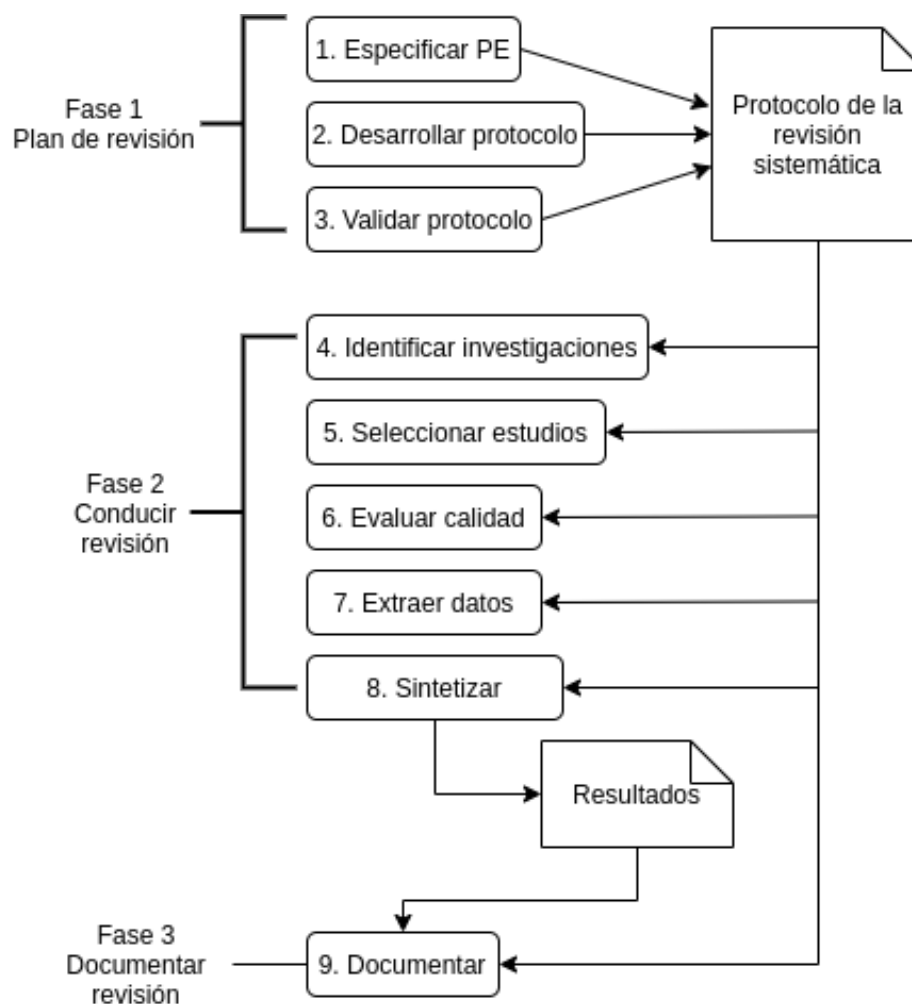 Fase 1
Plan de revisión
1. Especificar PE
2. Desarrollar protocolo
3. Validar protocolo
Protocolo de la
revisión
sistemática
Fase 2
Conducir
revisión
4. Identificar investigaciones
5. Seleccionar estudios
6. Evaluar calidad
7. Extraer datos
8. Sintetizar
Resultados
Fase 3
Documentar
revisión
9. Documentar